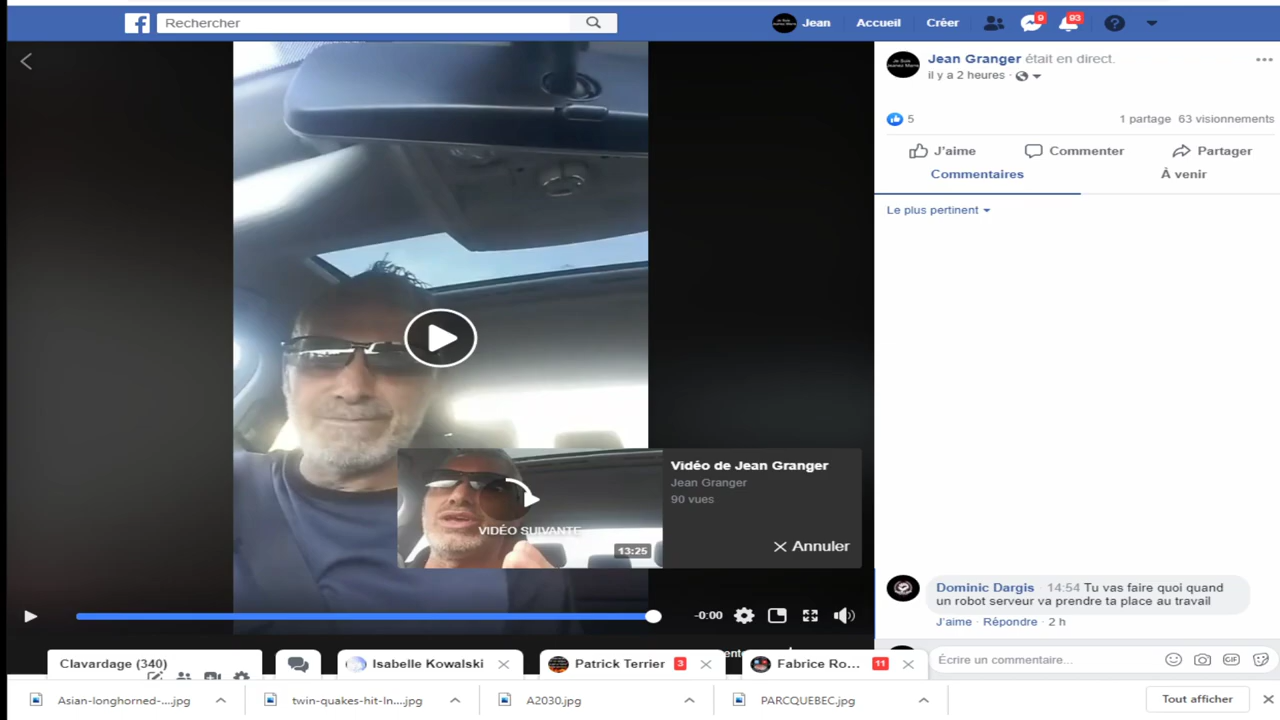 f Rechercher Jean Accueil Créer 9 93
Je Suis
Jean Granger était en direct.
il y a 2 heures ·
5 1 partage 63 visionnements
J'aime Commenter Partager
Commentaires À venir
Le plus pertinent
Vidéo de Jean Granger
Jean Granger
90 vues
VIDÉO SUIVANTE
13:25
Annuler
Dominic Dargis · 14:54 Tu vas faire quoi quand
un robot serveur va prendre ta place au travail
J'aime · Répondre · 2 h
-0:00
Écrire un commentaire... GIF
Clavardage (340) Isabelle Kowalski Patrick Terrier 3 Fabrice Ro... 11
Asian-longhorned-....jpg twin-quakes-hit-In....jpg A2030.jpg PARCQUEBEC.jpg Tout afficher